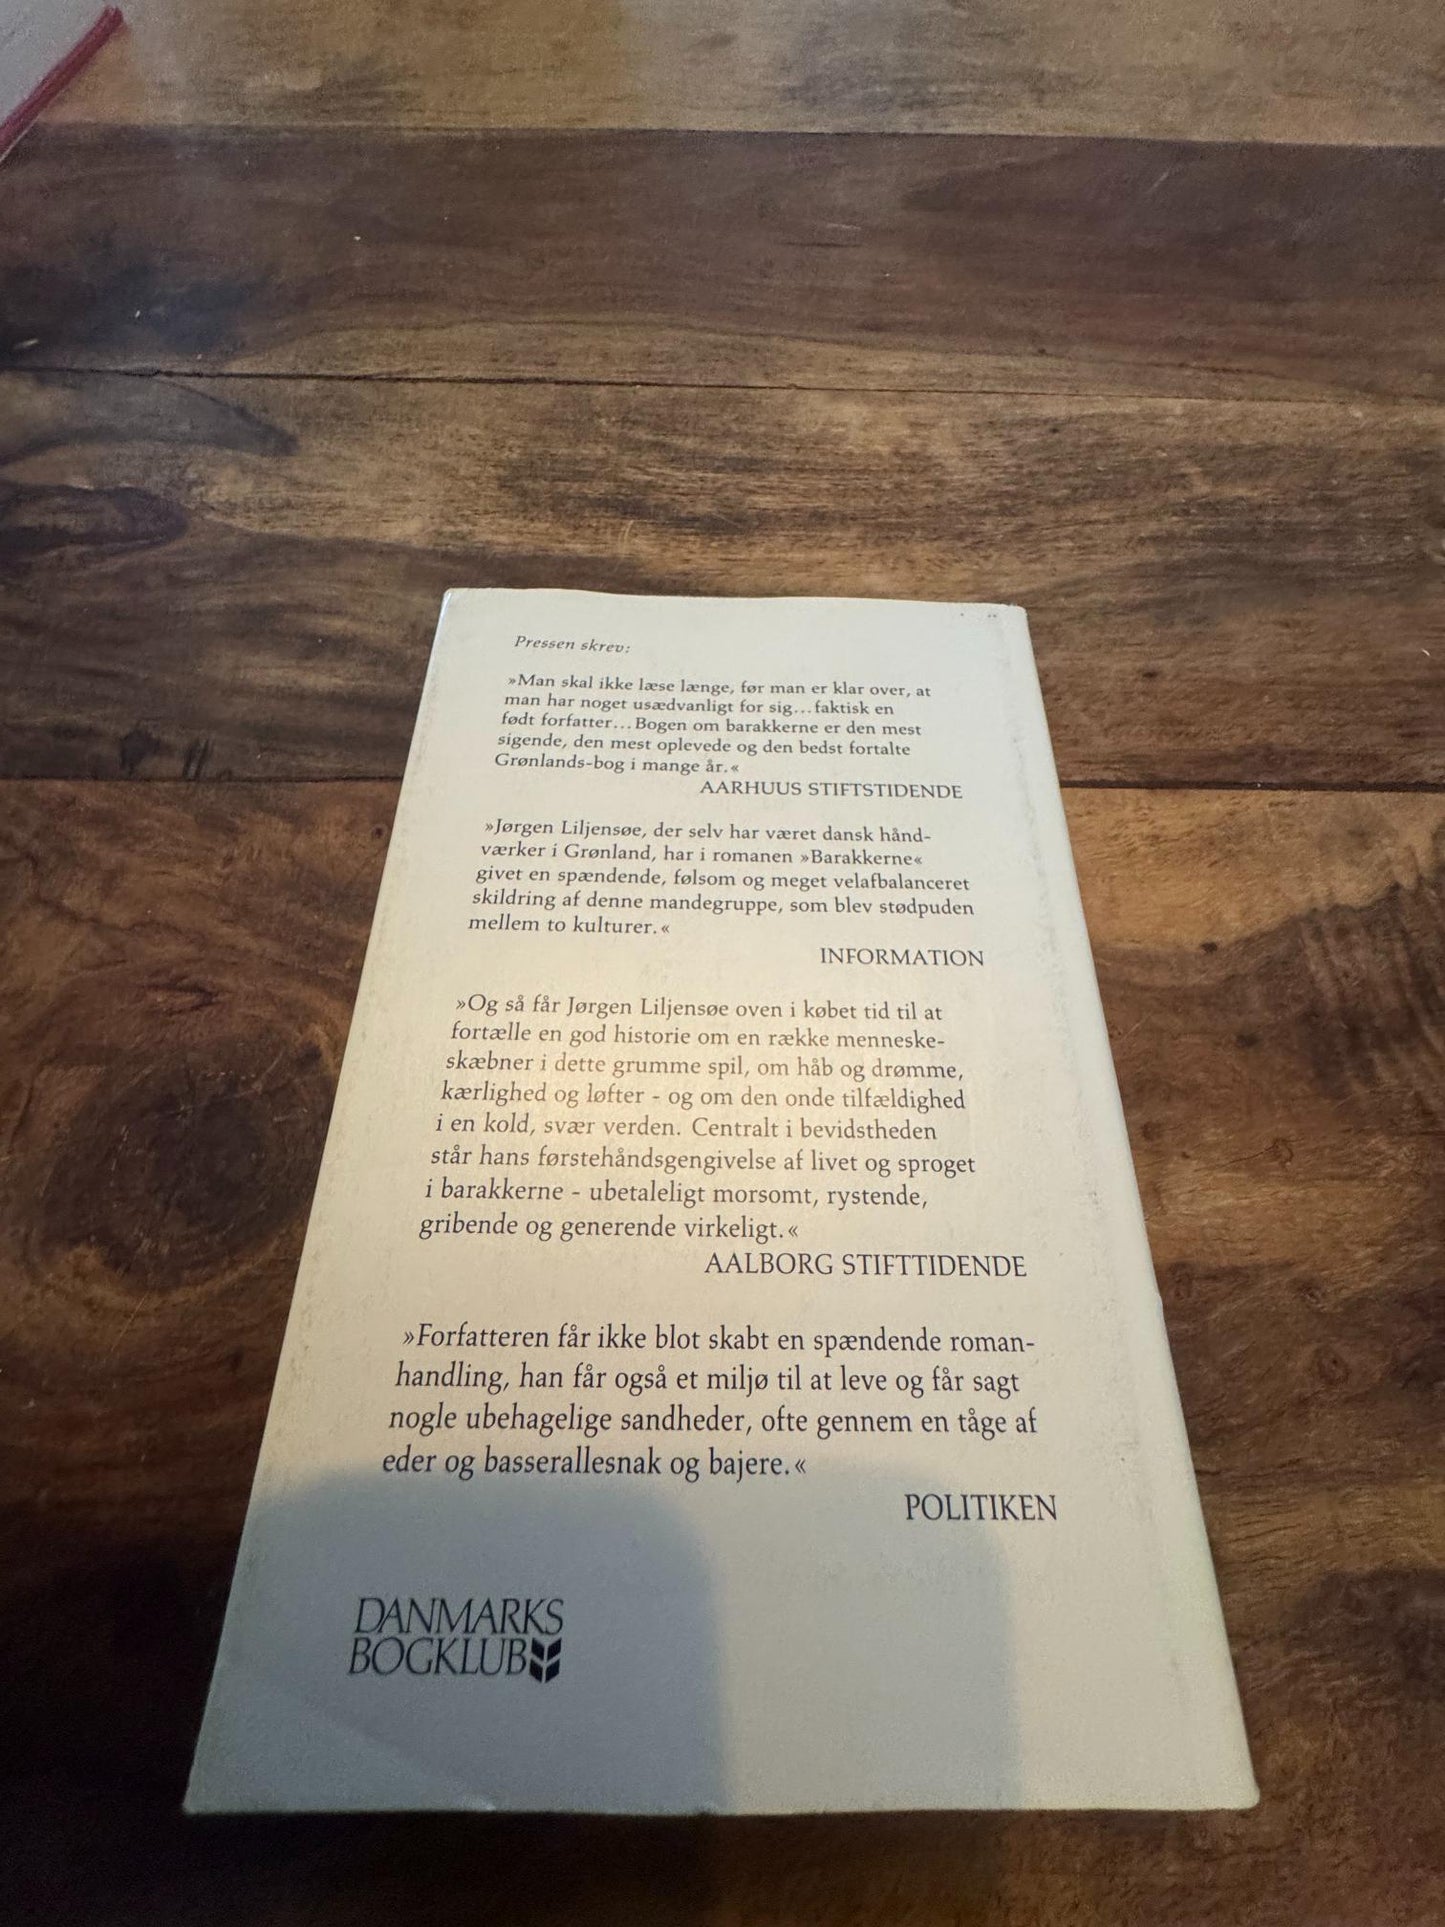 Pressen skrev:
»Man skal ikke læse længe, før man er klar over, at
man har noget usædvanligt for sig...faktisk en
født forfatter...Bogen om barakkerne er den mest
sigende, den mest oplevede og den bedst fortalte
Grønlands-bog i mange år.«
AARHUUS STIFTSTIDENDE
»Jørgen Liljensøe, der selv har været dansk hånd-
værker i Grønland, har i romanen »Barakkerne«
givet en spændende, følsom og meget velafbalanceret
skildring af denne mandegruppe, som blev stødpuden
mellem to kulturer.«
INFORMATION
»Og så får Jørgen Liljensøe oven i købet tid til at
fortælle en god historie om en række menneske-
skæbner i dette grumme spil, om håb og drømme,
kærlighed og løfter - og om den onde tilfældighed
i en kold, svær verden. Centralt i bevidstheden
står hans førstehåndsgengivelse af livet og sproget
i barakkerne - ubetaleligt morsomt, rystende,
gribende og generende virkeligt.«
AALBORG STIFTTIDENDE
»Forfatteren får ikke blot skabt en spændende roman-
handling, han får også et miljø til at leve og får sagt
nogle ubehagelige sandheder, ofte gennem en tåge af
eder og basserallesnak og bajere.«
POLITIKEN
DANMARKS
BOGKLUB